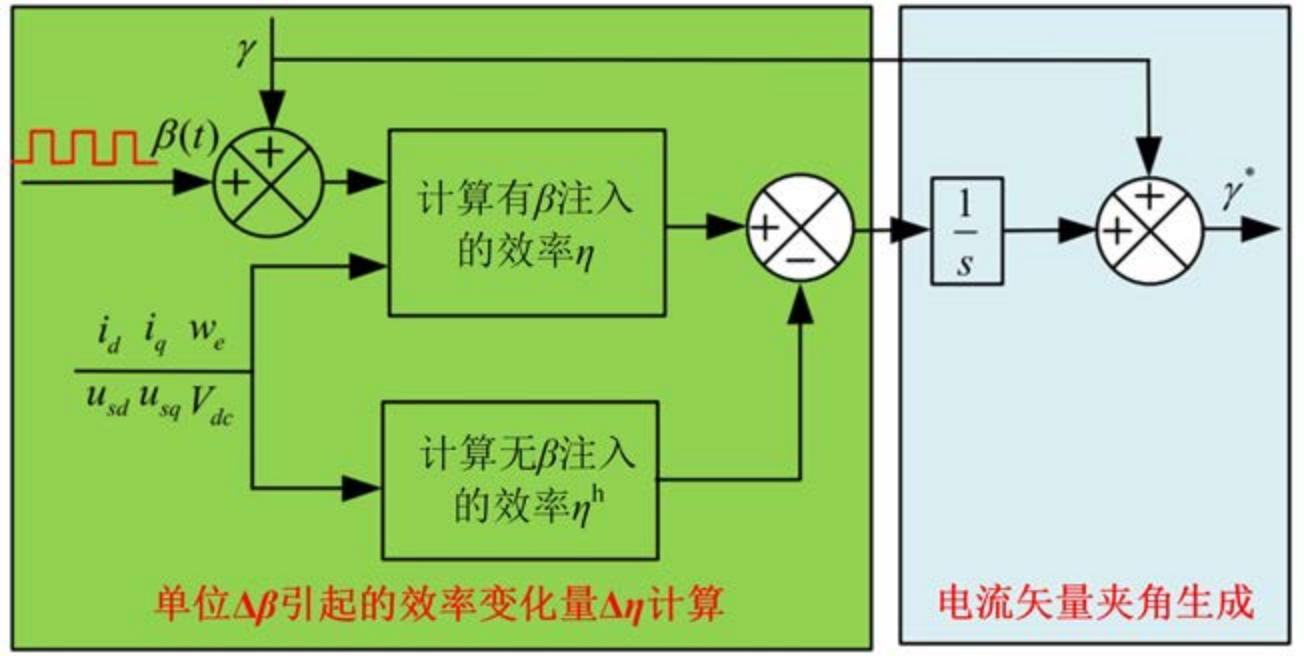 γ
β(t)
+
+
计算有β注入
的效率η
+
−
1
s
+
+
γ*
i_d i_q w_e
u_sd u_sq V_dc
计算无β注入
的效率η^h
单位Δβ引起的效率变化量Δη计算
电流矢量夹角生成